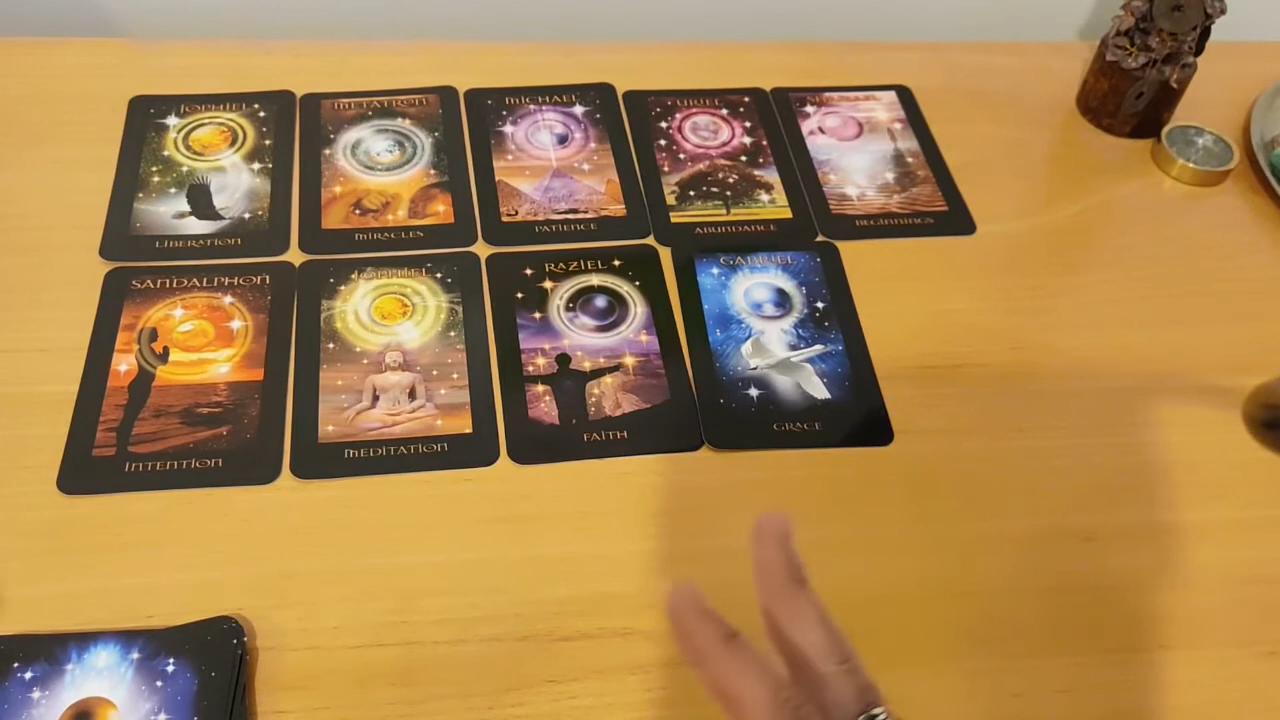 JOPHIEL
LIBERATION
METATRON
MIRACLES
MICHAEL
PATIENCE
URIEL
ABUNDANCE
BEGINNINGS
SANDALPHON
INTENTION
JOPHIEL
MEDITATION
RAZIEL
FAITH
GABRIEL
GRACE